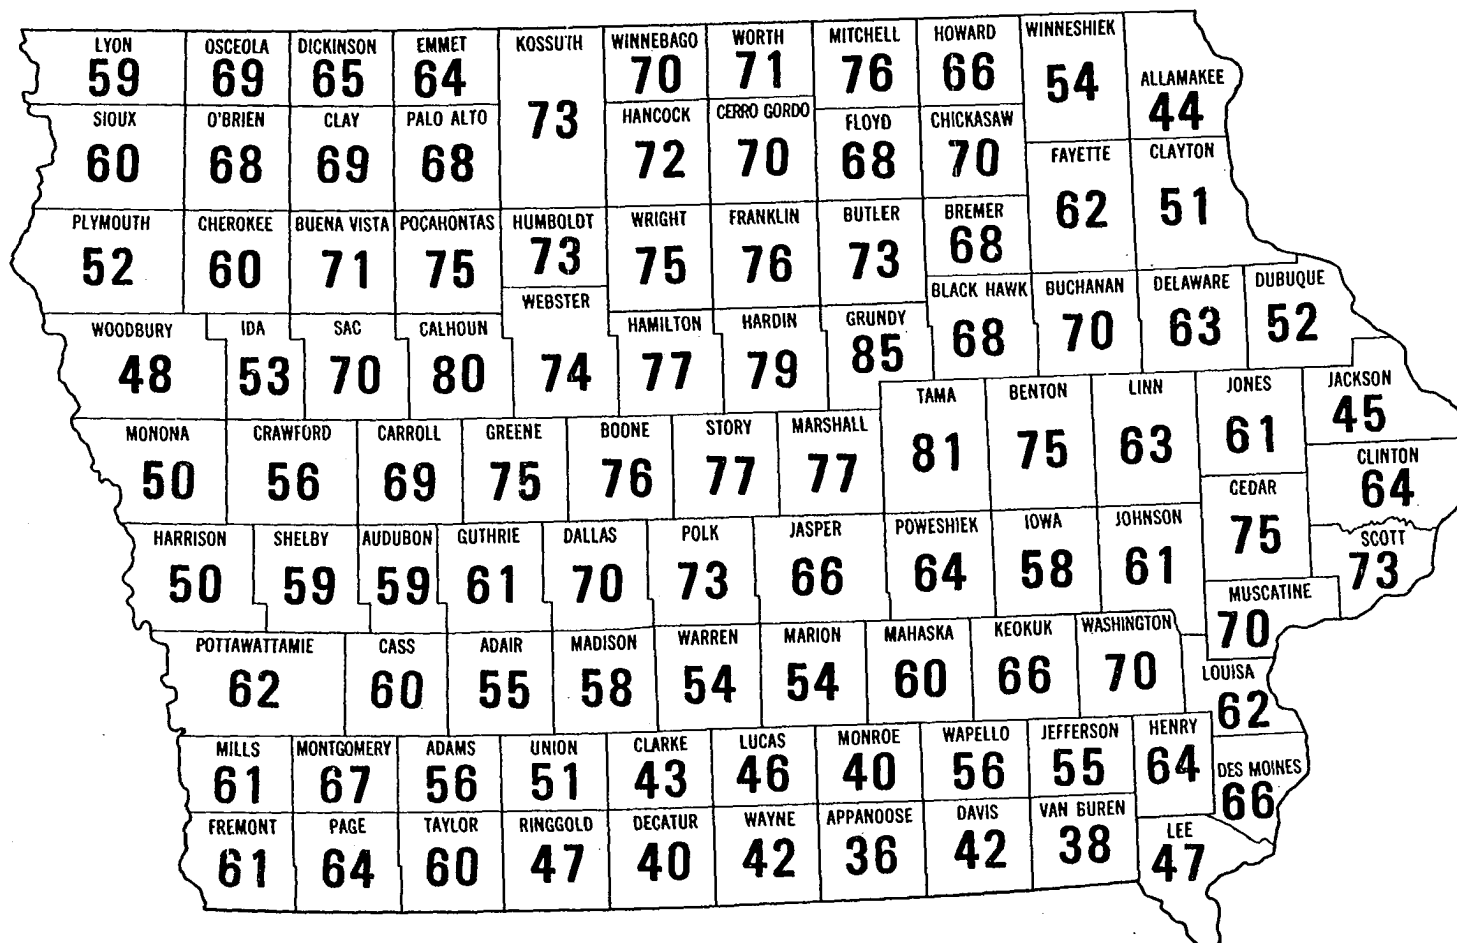 LYON
59
OSCEOLA
69
DICKINSON
65
EMMET
64
KOSSUTH
73
WINNEBAGO
70
WORTH
71
MITCHELL
76
HOWARD
66
WINNESHIEK
54
ALLAMAKEE
44
SIOUX
60
O'BRIEN
68
CLAY
69
PALO ALTO
68
HANCOCK
72
CERRO GORDO
70
FLOYD
68
CHICKASAW
70
FAYETTE
62
CLAYTON
51
PLYMOUTH
52
CHEROKEE
60
BUENA VISTA
71
POCAHONTAS
75
HUMBOLDT
73
WRIGHT
75
FRANKLIN
76
BUTLER
73
BREMER
68
WEBSTER
74
BLACK HAWK
68
BUCHANAN
70
DELAWARE
63
DUBUQUE
52
WOODBURY
48
IDA
53
SAC
70
CALHOUN
80
HAMILTON
77
HARDIN
79
GRUNDY
85
TAMA
81
BENTON
75
LINN
63
JONES
61
JACKSON
45
MONONA
50
CRAWFORD
56
CARROLL
69
GREENE
75
BOONE
76
STORY
77
MARSHALL
77
CLINTON
64
CEDAR
75
HARRISON
50
SHELBY
59
AUDUBON
59
GUTHRIE
61
DALLAS
70
POLK
73
JASPER
66
POWESHIEK
64
IOWA
58
JOHNSON
61
SCOTT
73
MUSCATINE
70
POTTAWATTAMIE
62
CASS
60
ADAIR
55
MADISON
58
WARREN
54
MARION
54
MAHASKA
60
KEOKUK
66
WASHINGTON
70
LOUISA
62
MILLS
61
MONTGOMERY
67
ADAMS
56
UNION
51
CLARKE
43
LUCAS
46
MONROE
40
WAPELLO
56
JEFFERSON
55
HENRY
64
DES MOINES
66
FREMONT
61
PAGE
64
TAYLOR
60
RINGGOLD
47
DECATUR
40
WAYNE
42
APPANOOSE
36
DAVIS
42
VAN BUREN
38
LEE
47